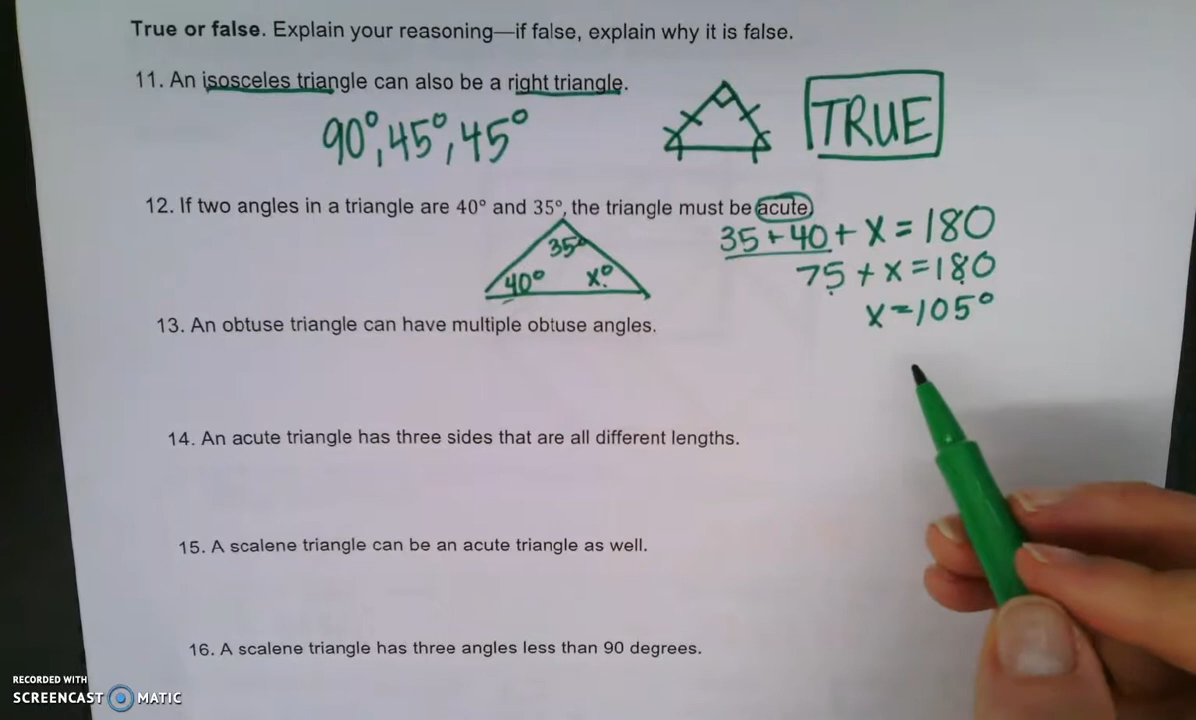 True or false. Explain your reasoning—if false, explain why it is false.
11. An isosceles triangle can also be a right triangle.
90°, 45°, 45°
TRUE
12. If two angles in a triangle are 40° and 35°, the triangle must be acute.
35 + 40 + x = 180
35°
40° x°
75 + x = 180
x = 105°
13. An obtuse triangle can have multiple obtuse angles.
14. An acute triangle has three sides that are all different lengths.
15. A scalene triangle can be an acute triangle as well.
16. A scalene triangle has three angles less than 90 degrees.
RECORDED WITH
SCREENCAST MATIC